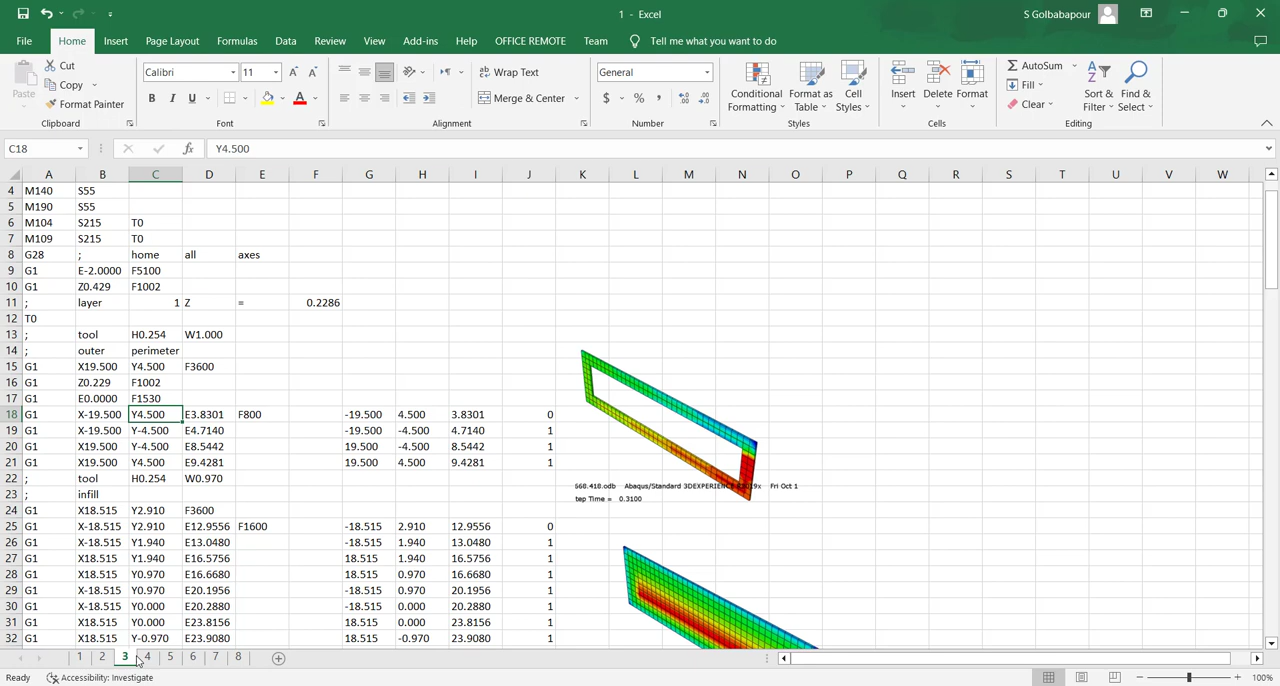 1 - Excel
S Golbabapour
File Home Insert Page Layout Formulas Data Review View Add-ins Help OFFICE REMOTE Team Tell me what you want to do
Paste
Cut
Copy
Format Painter
Clipboard
Calibri 11
B I U
Font
Wrap Text
Merge & Center
Alignment
General
$ % ,
Number
Conditional Formatting
Format as Table
Cell Styles
Styles
Insert Delete Format
Cells
AutoSum
Fill
Clear
Sort & Filter
Find & Select
Editing
C18 fx Y4.500
A B C D E F G H I J K L M N O P Q R S T U V W
4 M140 S55
5 M190 S55
6 M104 S215 T0
7 M109 S215 T0
8 G28 ; home all axes
9 G1 E-2.0000 F5100
10 G1 Z0.429 F1002
11 ; layer 1 Z = 0.2286
12 T0
13 ; tool H0.254 W1.000
14 ; outer perimeter
15 G1 X19.500 Y4.500 F3600
16 G1 Z0.229 F1002
17 G1 E0.0000 F1530
18 G1 X-19.500 Y4.500 E3.8301 F800 -19.500 4.500 3.8301 0
19 G1 X-19.500 Y-4.500 E4.7140 -19.500 -4.500 4.7140 1
20 G1 X19.500 Y-4.500 E8.5442 19.500 -4.500 8.5442 1
21 G1 X19.500 Y4.500 E9.4281 19.500 4.500 9.4281 1
22 ; tool H0.254 W0.970
23 ; infill
24 G1 X18.515 Y2.910 F3600
25 G1 X-18.515 Y2.910 E12.9556 F1600 -18.515 2.910 12.9556 0
26 G1 X-18.515 Y1.940 E13.0480 -18.515 1.940 13.0480 1
27 G1 X18.515 Y1.940 E16.5756 18.515 1.940 16.5756 1
28 G1 X18.515 Y0.970 E16.6680 18.515 0.970 16.6680 1
29 G1 X-18.515 Y0.970 E20.1956 -18.515 0.970 20.1956 1
30 G1 X-18.515 Y0.000 E20.2880 -18.515 0.000 20.2880 1
31 G1 X18.515 Y0.000 E23.8156 18.515 0.000 23.8156 1
32 G1 X18.515 Y-0.970 E23.9080 18.515 -0.970 23.9080 1
568.418.odb Abaqus/Standard 3DEXPERIENCE Fri Oct 1
tep Time = 0.3100
1 2 3 4 5 6 7 8
Ready Accessibility: Investigate 100%